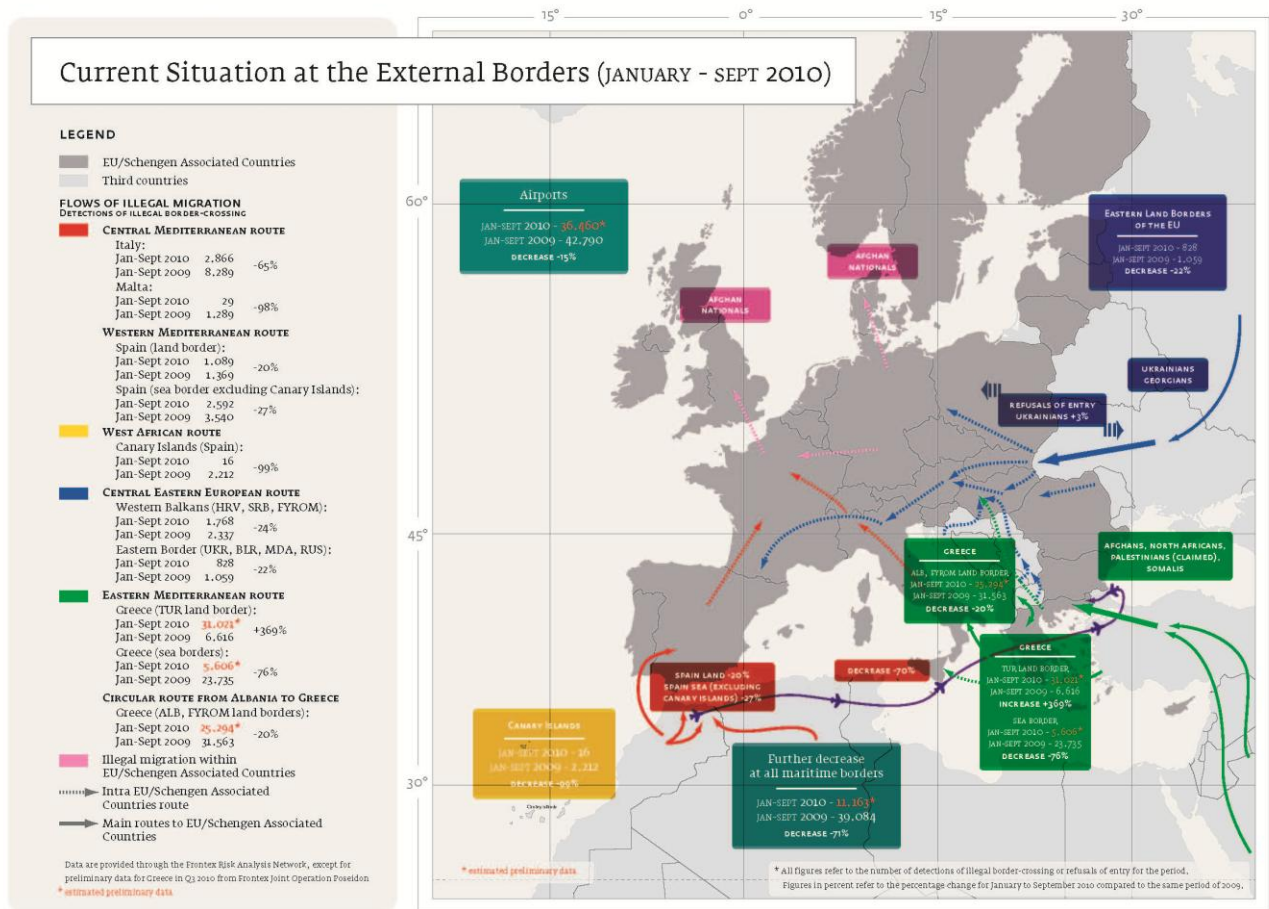 15°
0°
15°
30°
Current Situation at the External Borders (JANUARY - SEPT 2010)
LEGEND
EU/Schengen Associated Countries
Third countries
FLOWS OF ILLEGAL MIGRATION
DETECTIONS OF ILLEGAL BORDER-CROSSING
CENTRAL MEDITERRANEAN ROUTE
Italy:
Jan-Sept 2010 2.866
Jan-Sept 2009 8.289
-65%
Malta:
Jan-Sept 2010 29
Jan-Sept 2009 1.289
-98%
WESTERN MEDITERRANEAN ROUTE
Spain (land border):
Jan-Sept 2010 1.089
Jan-Sept 2009 1.369
-20%
Spain (sea border excluding Canary Islands):
Jan-Sept 2010 2.592
Jan-Sept 2009 3.540
-27%
WEST AFRICAN ROUTE
Canary Islands (Spain):
Jan-Sept 2010 16
Jan-Sept 2009 2.212
-99%
CENTRAL EASTERN EUROPEAN ROUTE
Western Balkans (HRV, SRB, FYROM):
Jan-Sept 2010 1.768
Jan-Sept 2009 2.337
-24%
Eastern Border (UKR, BLR, MDA, RUS):
Jan-Sept 2010 828
Jan-Sept 2009 1.059
-22%
EASTERN MEDITERRANEAN ROUTE
Greece (TUR land border):
Jan-Sept 2010 31.021*
Jan-Sept 2009 6.616
+369%
Greece (sea borders):
Jan-Sept 2010 5.606*
Jan-Sept 2009 23.735
-76%
CIRCULAR ROUTE FROM ALBANIA TO GREECE
Greece (ALB, FYROM land borders):
Jan-Sept 2010 25.294*
Jan-Sept 2009 31.563
-20%
Illegal migration within
EU/Schengen Associated Countries
Intra EU/Schengen Associated
Countries route
Main routes to EU/Schengen Associated
Countries
Data are provided through the Frontex Risk Analysis Network, except for
preliminary data for Greece in Q3 2010 from Frontex Joint Operation Poseidon
* estimated preliminary data
60°
45°
30°
Airports
JAN-SEPT 2010 - 36.460*
JAN-SEPT 2009 - 42.790
DECREASE -15%
AFGHAN
NATIONALS
AFGHAN
NATIONALS
EASTERN LAND BORDERS
OF THE EU
JAN-SEPT 2010 - 828
JAN-SEPT 2009 - 1.059
DECREASE -22%
UKRAINIANS
GEORGIANS
REFUSALS OF ENTRY
UKRAINIANS +3%
GREECE
ALB, FYROM LAND BORDER
JAN-SEPT 2010 - 25.294*
JAN-SEPT 2009 - 31.563
DECREASE -20%
AFGHANS, NORTH AFRICANS,
PALESTINIANS (CLAIMED),
SOMALIS
GREECE
TUR LAND BORDER
JAN-SEPT 2010 - 31.021*
JAN-SEPT 2009 - 6.616
INCREASE +369%
SEA BORDER
JAN-SEPT 2010 - 5.606*
JAN-SEPT 2009 - 23.735
DECREASE -76%
SPAIN LAND -20%
SPAIN SEA (EXCLUDING
CANARY ISLANDS) -27%
DECREASE -70%
CANARY ISLANDS
JAN-SEPT 2010 - 16
JAN-SEPT 2009 - 2.212
DECREASE -99%
Canary islands
Further decrease
at all maritime borders
JAN-SEPT 2010 - 11.163*
JAN-SEPT 2009 - 39.084
DECREASE -71%
* estimated preliminary data
* All figures refer to the number of detections of illegal border-crossing or refusals of entry for the period.
Figures in percent refer to the percentage change for January to September 2010 compared to the same period of 2009.